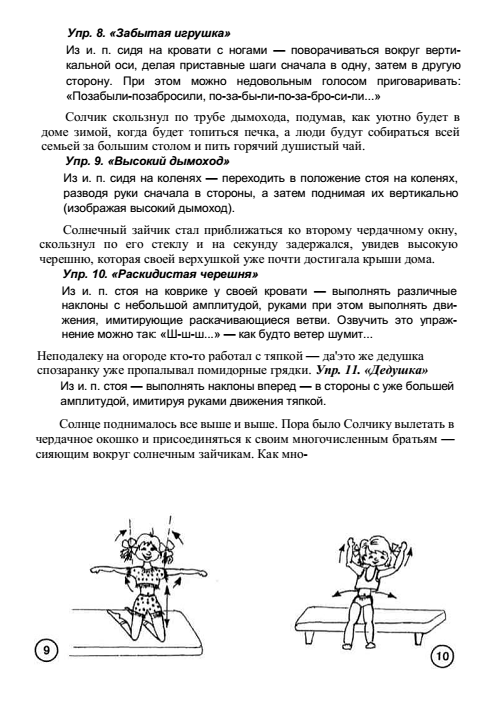 Упр. 8. «Забытая игрушка»
Из и. п. сидя на кровати с ногами — поворачиваться вокруг верти-
кальной оси, делая приставные шаги сначала в одну, затем в другую
сторону. При этом можно недовольным голосом приговаривать:
«Позабыли-позабросили, по-за-бы-ли-по-за-бро-си-ли...»
Солчик скользнул по трубе дымохода, подумав, как уютно будет в
доме зимой, когда будет топиться печка, а люди будут собираться всей
семьей за большим столом и пить горячий душистый чай.
Упр. 9. «Высокий дымоход»
Из и. п. сидя на коленях — переходить в положение стоя на коленях,
разводя руки сначала в стороны, а затем поднимая их вертикально
(изображая высокий дымоход).
Солнечный зайчик стал приближаться ко второму чердачному окну,
скользнул по его стеклу и на секунду задержался, увидев высокую
черешню, которая своей верхушкой уже почти достигала крыши дома.
Упр. 10. «Раскидистая черешня»
Из и. п. стоя на коврике у своей кровати — выполнять различные
наклоны с небольшой амплитудой, руками при этом выполнять дви-
жения, имитирующие раскачивающиеся ветви. Озвучить это упраж-
нение можно так: «Ш-ш-ш...» — как будто ветер шумит...
Неподалеку на огороде кто-то работал с тяпкой — да'это же дедушка
спозаранку уже пропалывал помидорные грядки. Упр. 11. «Дедушка»
Из и. п. стоя — выполнять наклоны вперед — в стороны с уже большей
амплитудой, имитируя руками движения тяпкой.
Солнце поднималось все выше и выше. Пора было Солчику вылетать в
чердачное окошко и присоединяться к своим многочисленным братьям —
сияющим вокруг солнечным зайчикам. Как мно-
9
10